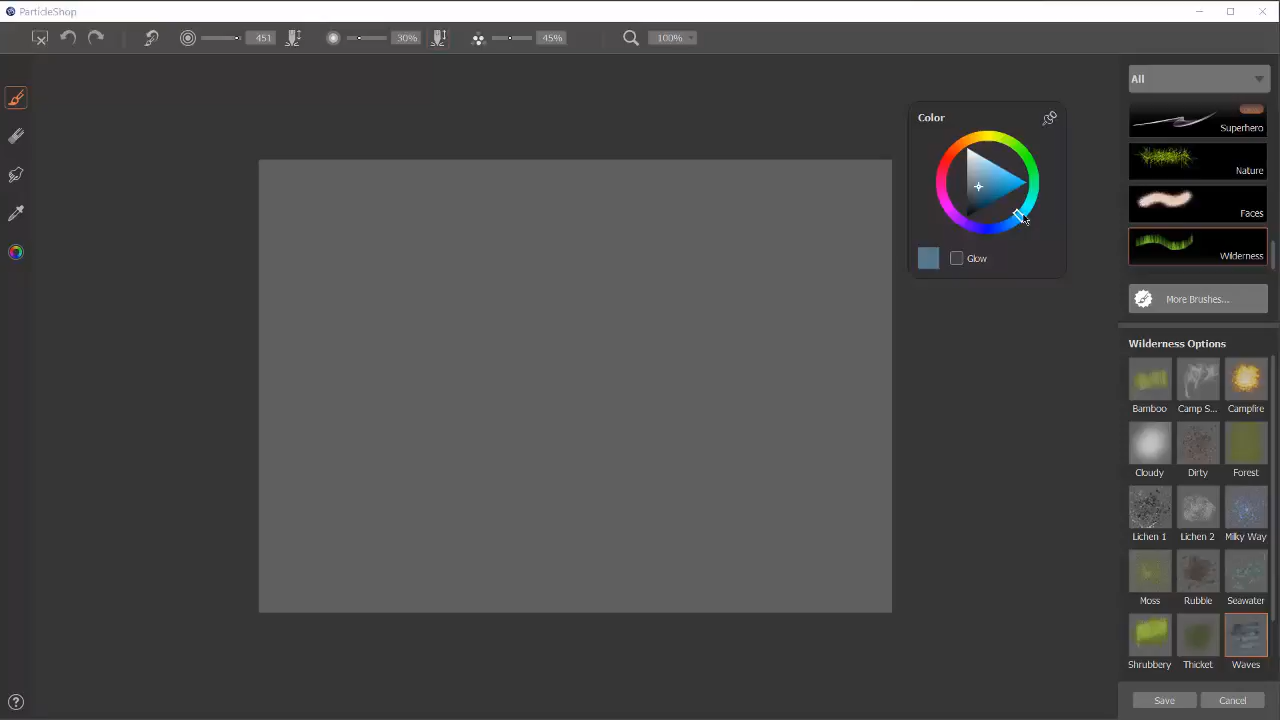 ParticleShop
451
30%
45%
100%
All
Color
Superhero
Nature
Faces
Glow
Wilderness
More Brushes...
Wilderness Options
Bamboo Camp S... Campfire
Cloudy Dirty Forest
Lichen 1 Lichen 2 Milky Way
Moss Rubble Seawater
Shrubbery Thicket Waves
Save Cancel